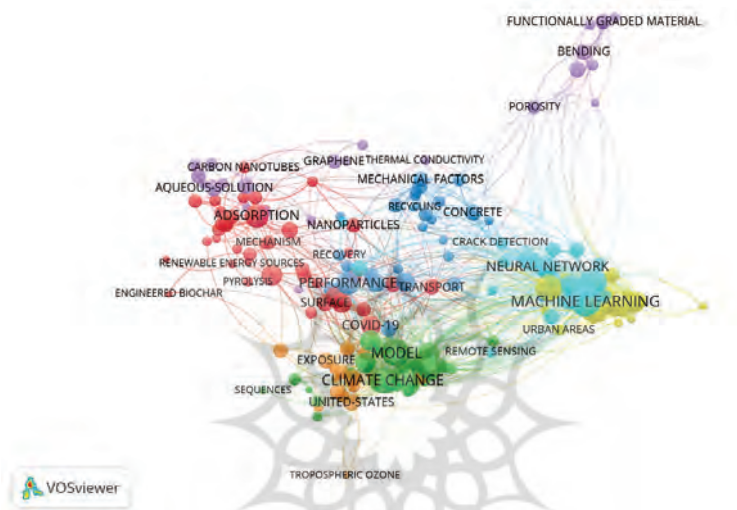 FUNCTIONALLY GRADED MATERIAL
BENDING
POROSITY
GRAPHENE
THERMAL CONDUCTIVITY
CARBON NANOTUBES
MECHANICAL FACTORS
AQUEOUS-SOLUTION
RECYCLING
CONCRETE
ADSORPTION
NANOPARTICLES
MECHANISM
CRACK DETECTION
RECOVERY
RENEWABLE ENERGY SOURCES
NEURAL NETWORK
PYROLYSIS
PERFORMANCE
TRANSPORT
ENGINEERED BIOCHAR
SURFACE
MACHINE LEARNING
COVID-19
URBAN AREAS
MODEL
REMOTE SENSING
EXPOSURE
CLIMATE CHANGE
SEQUENCES
UNITED-STATES
TROPOSPHERIC OZONE
VOSviewer